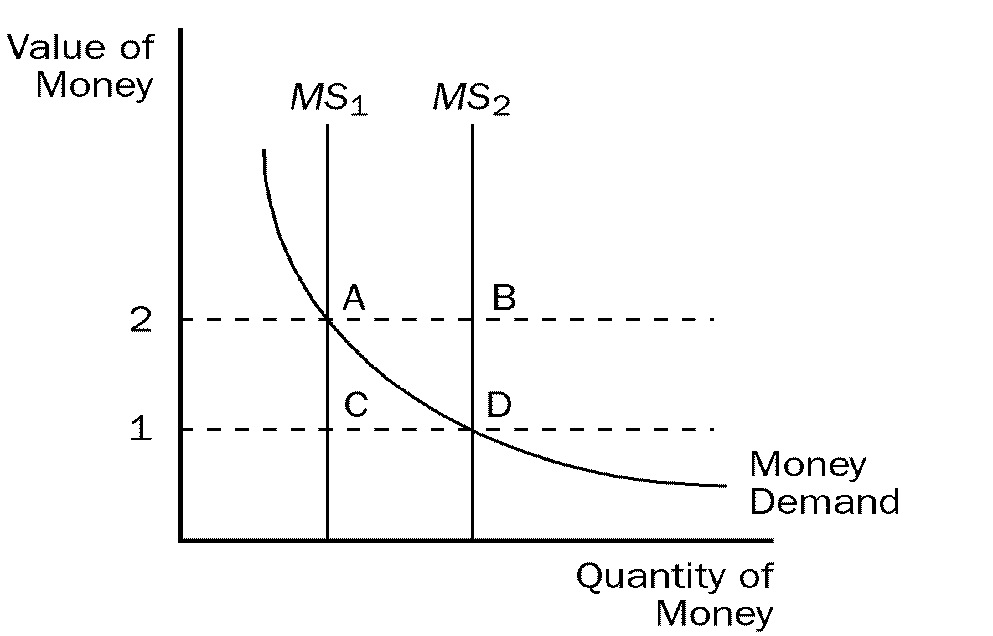 Value of
Money
MS1
MS2
A
B
2
C
D
1
Money
Demand
Quantity of
Money